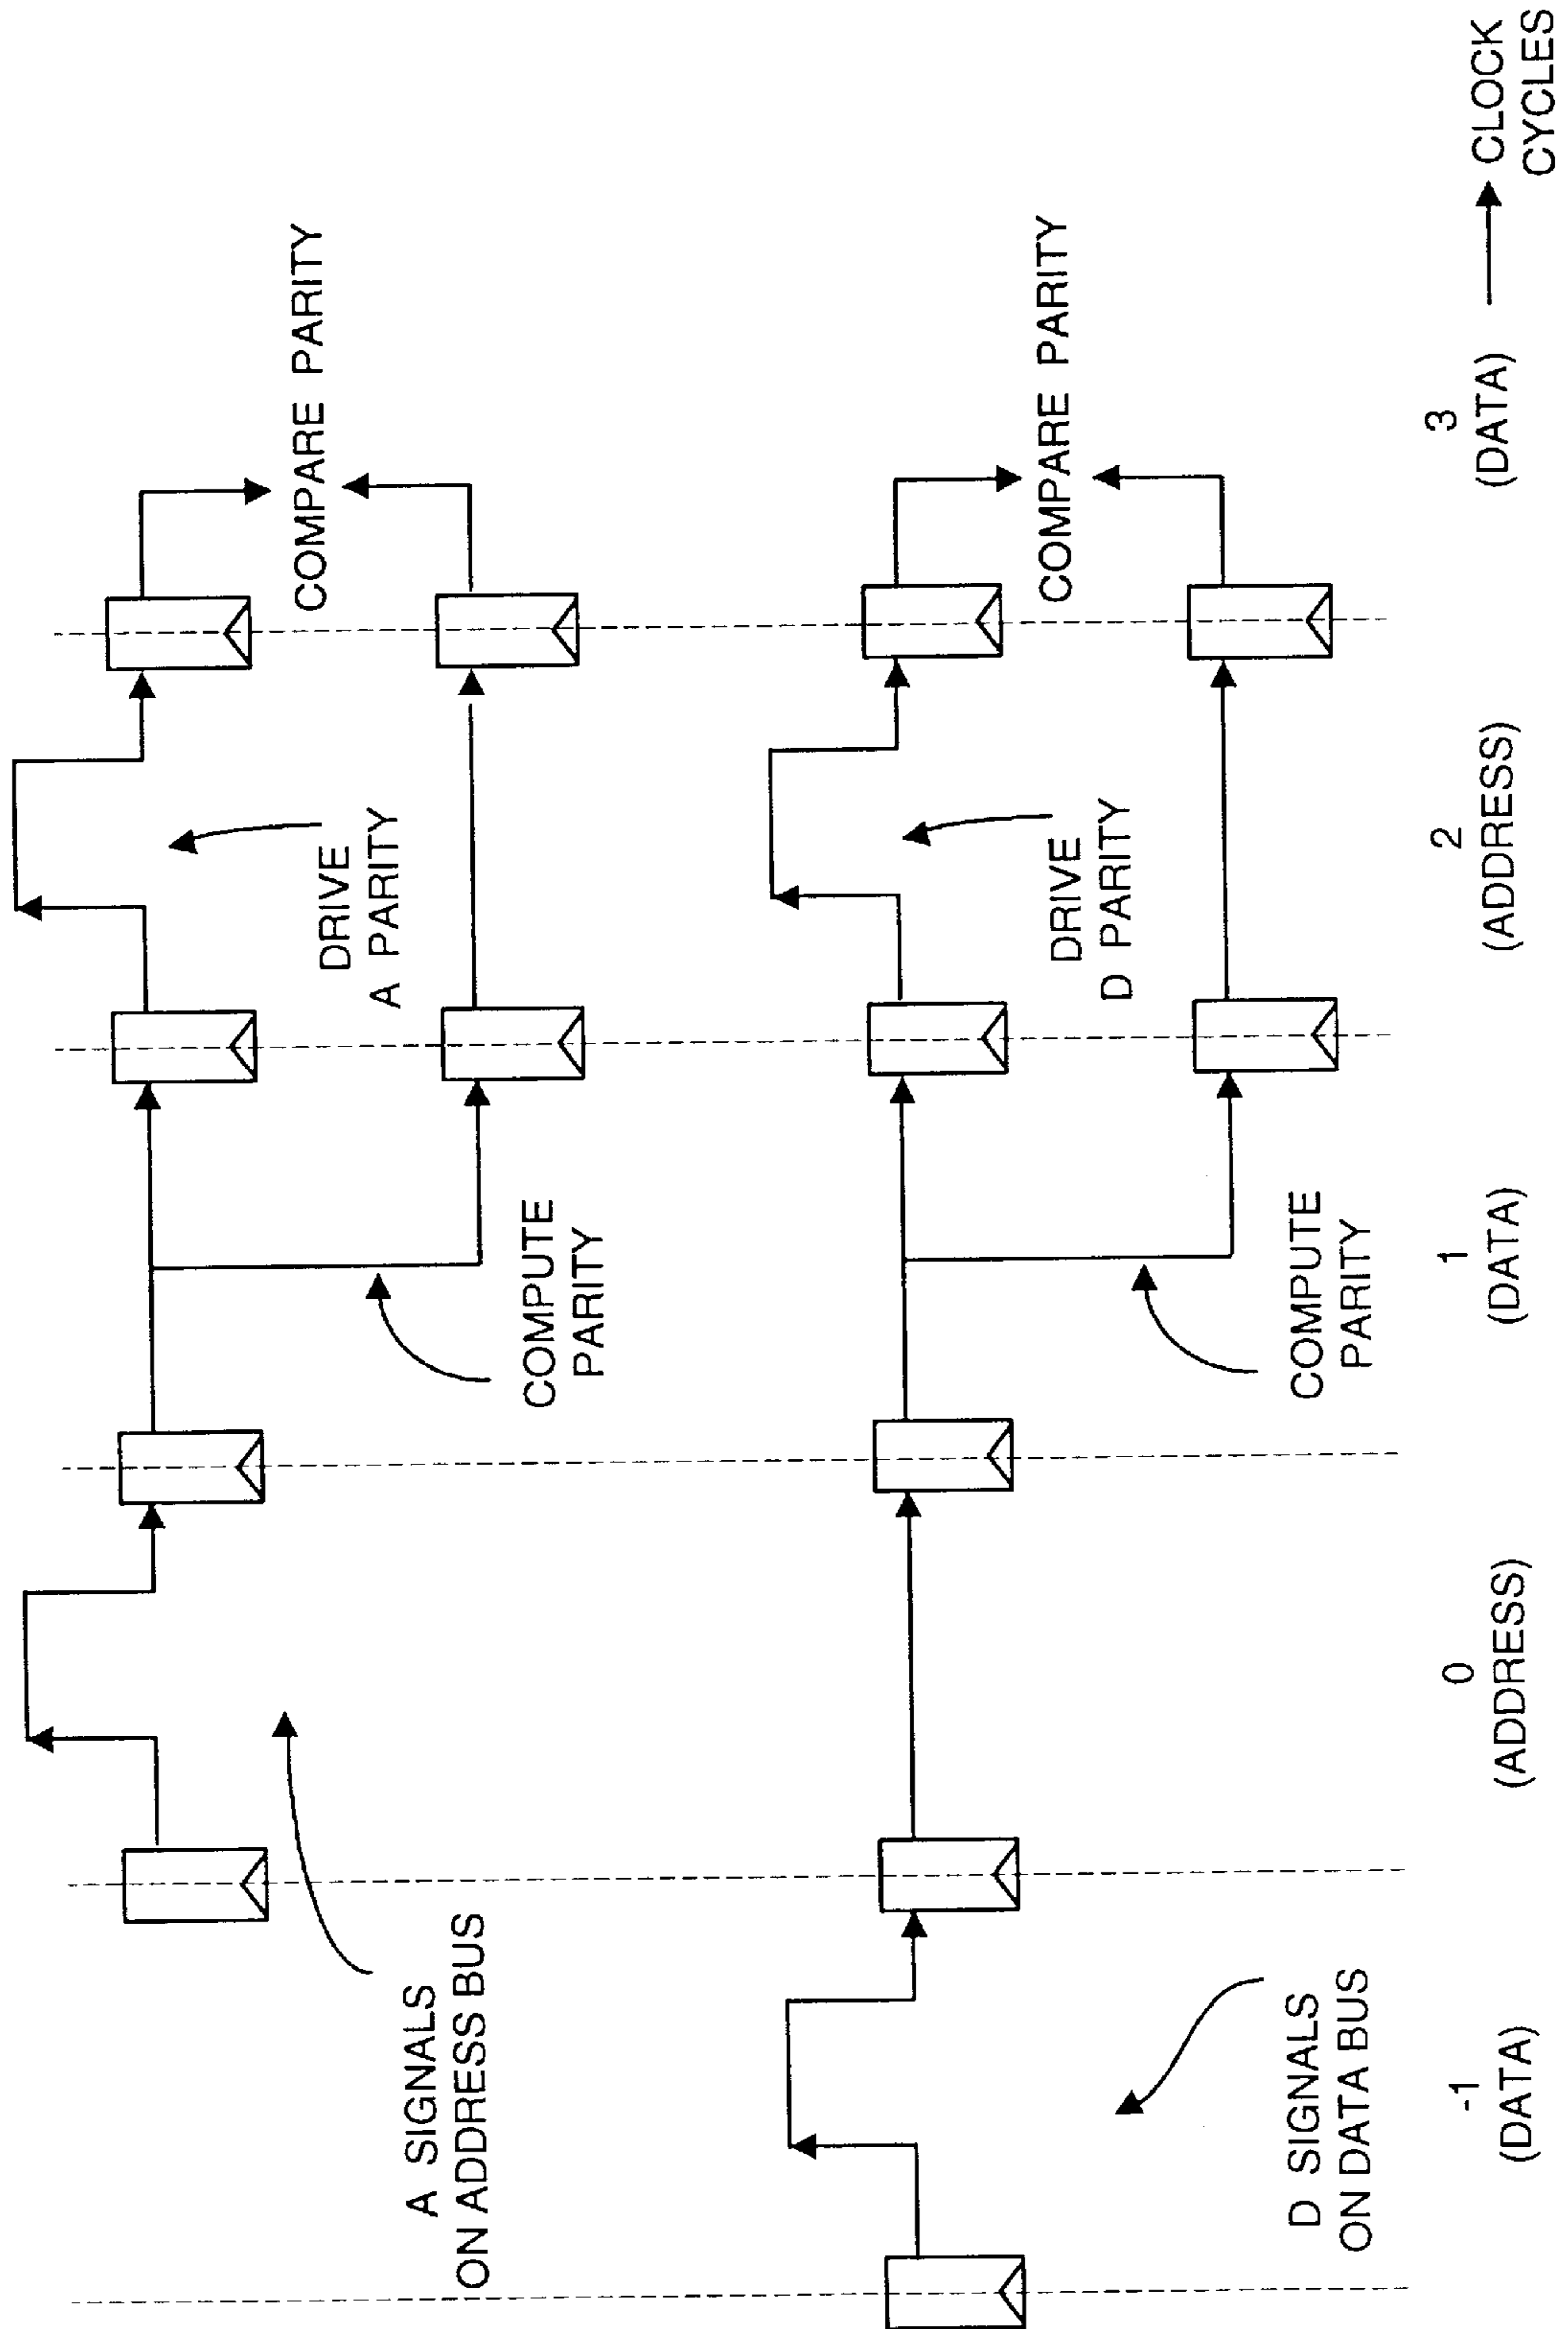 A SIGNALS
ON ADDRESS BUS
COMPUTE
PARITY
DRIVE
A PARITY
COMPARE PARITY
D SIGNALS
ON DATA BUS
COMPUTE
PARITY
DRIVE
D PARITY
COMPARE PARITY
-1
(DATA)
0
(ADDRESS)
1
(DATA)
2
(ADDRESS)
3
(DATA)
CLOCK
CYCLES